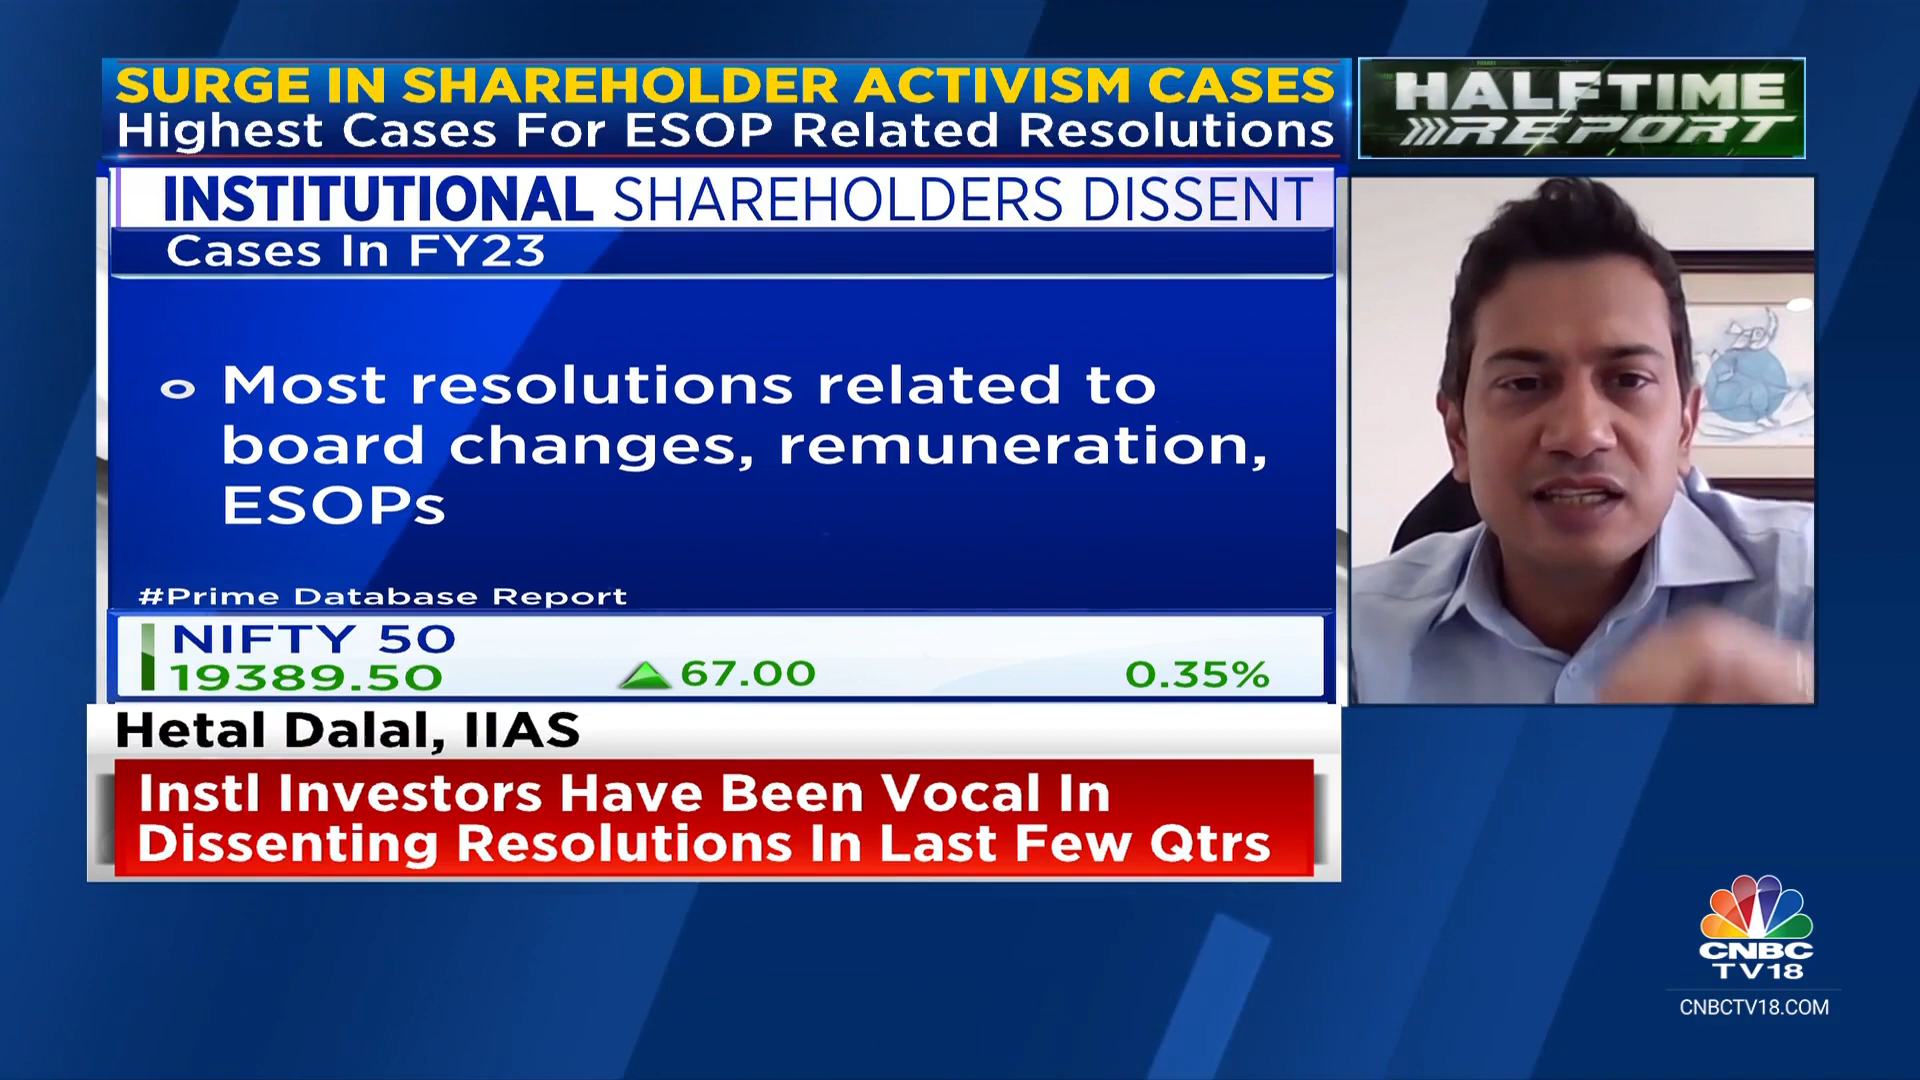 SURGE IN SHAREHOLDER ACTIVISM CASES
Highest Cases For ESOP Related Resolutions
HALFTIME
REPORT
INSTITUTIONAL SHAREHOLDERS DISSENT
Cases In FY23
Most resolutions related to
board changes, remuneration,
ESOPs
#Prime Database Report
NIFTY 50
19389.50 67.00 0.35%
Hetal Dalal, IIAS
Instl Investors Have Been Vocal In
Dissenting Resolutions In Last Few Qtrs
CNBC
TV18
CNBCTV18.COM